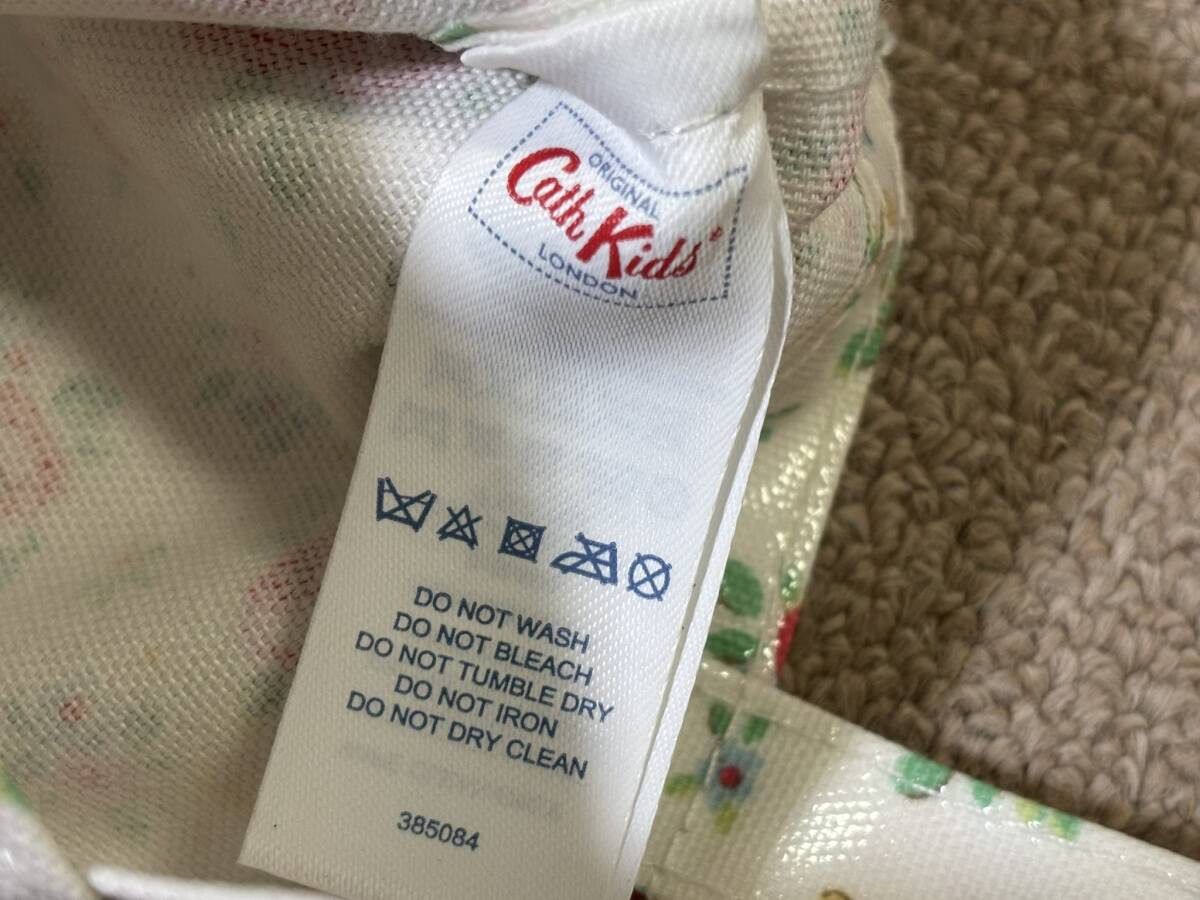 ORIGINAL
Cath Kids®
LONDON
DO NOT WASH
DO NOT BLEACH
DO NOT TUMBLE DRY
DO NOT IRON
DO NOT DRY CLEAN
385084